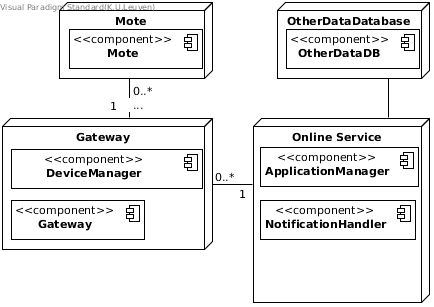 Visual Paradigm Standard(K.U.Leuven)
Mote
<<component>>
Mote
OtherDataDatabase
<<component>>
OtherDataDB
0..*
1
...
Gateway
<<component>>
DeviceManager
<<component>>
Gateway
0..*
1
Online Service
<<component>>
ApplicationManager
<<component>>
NotificationHandler